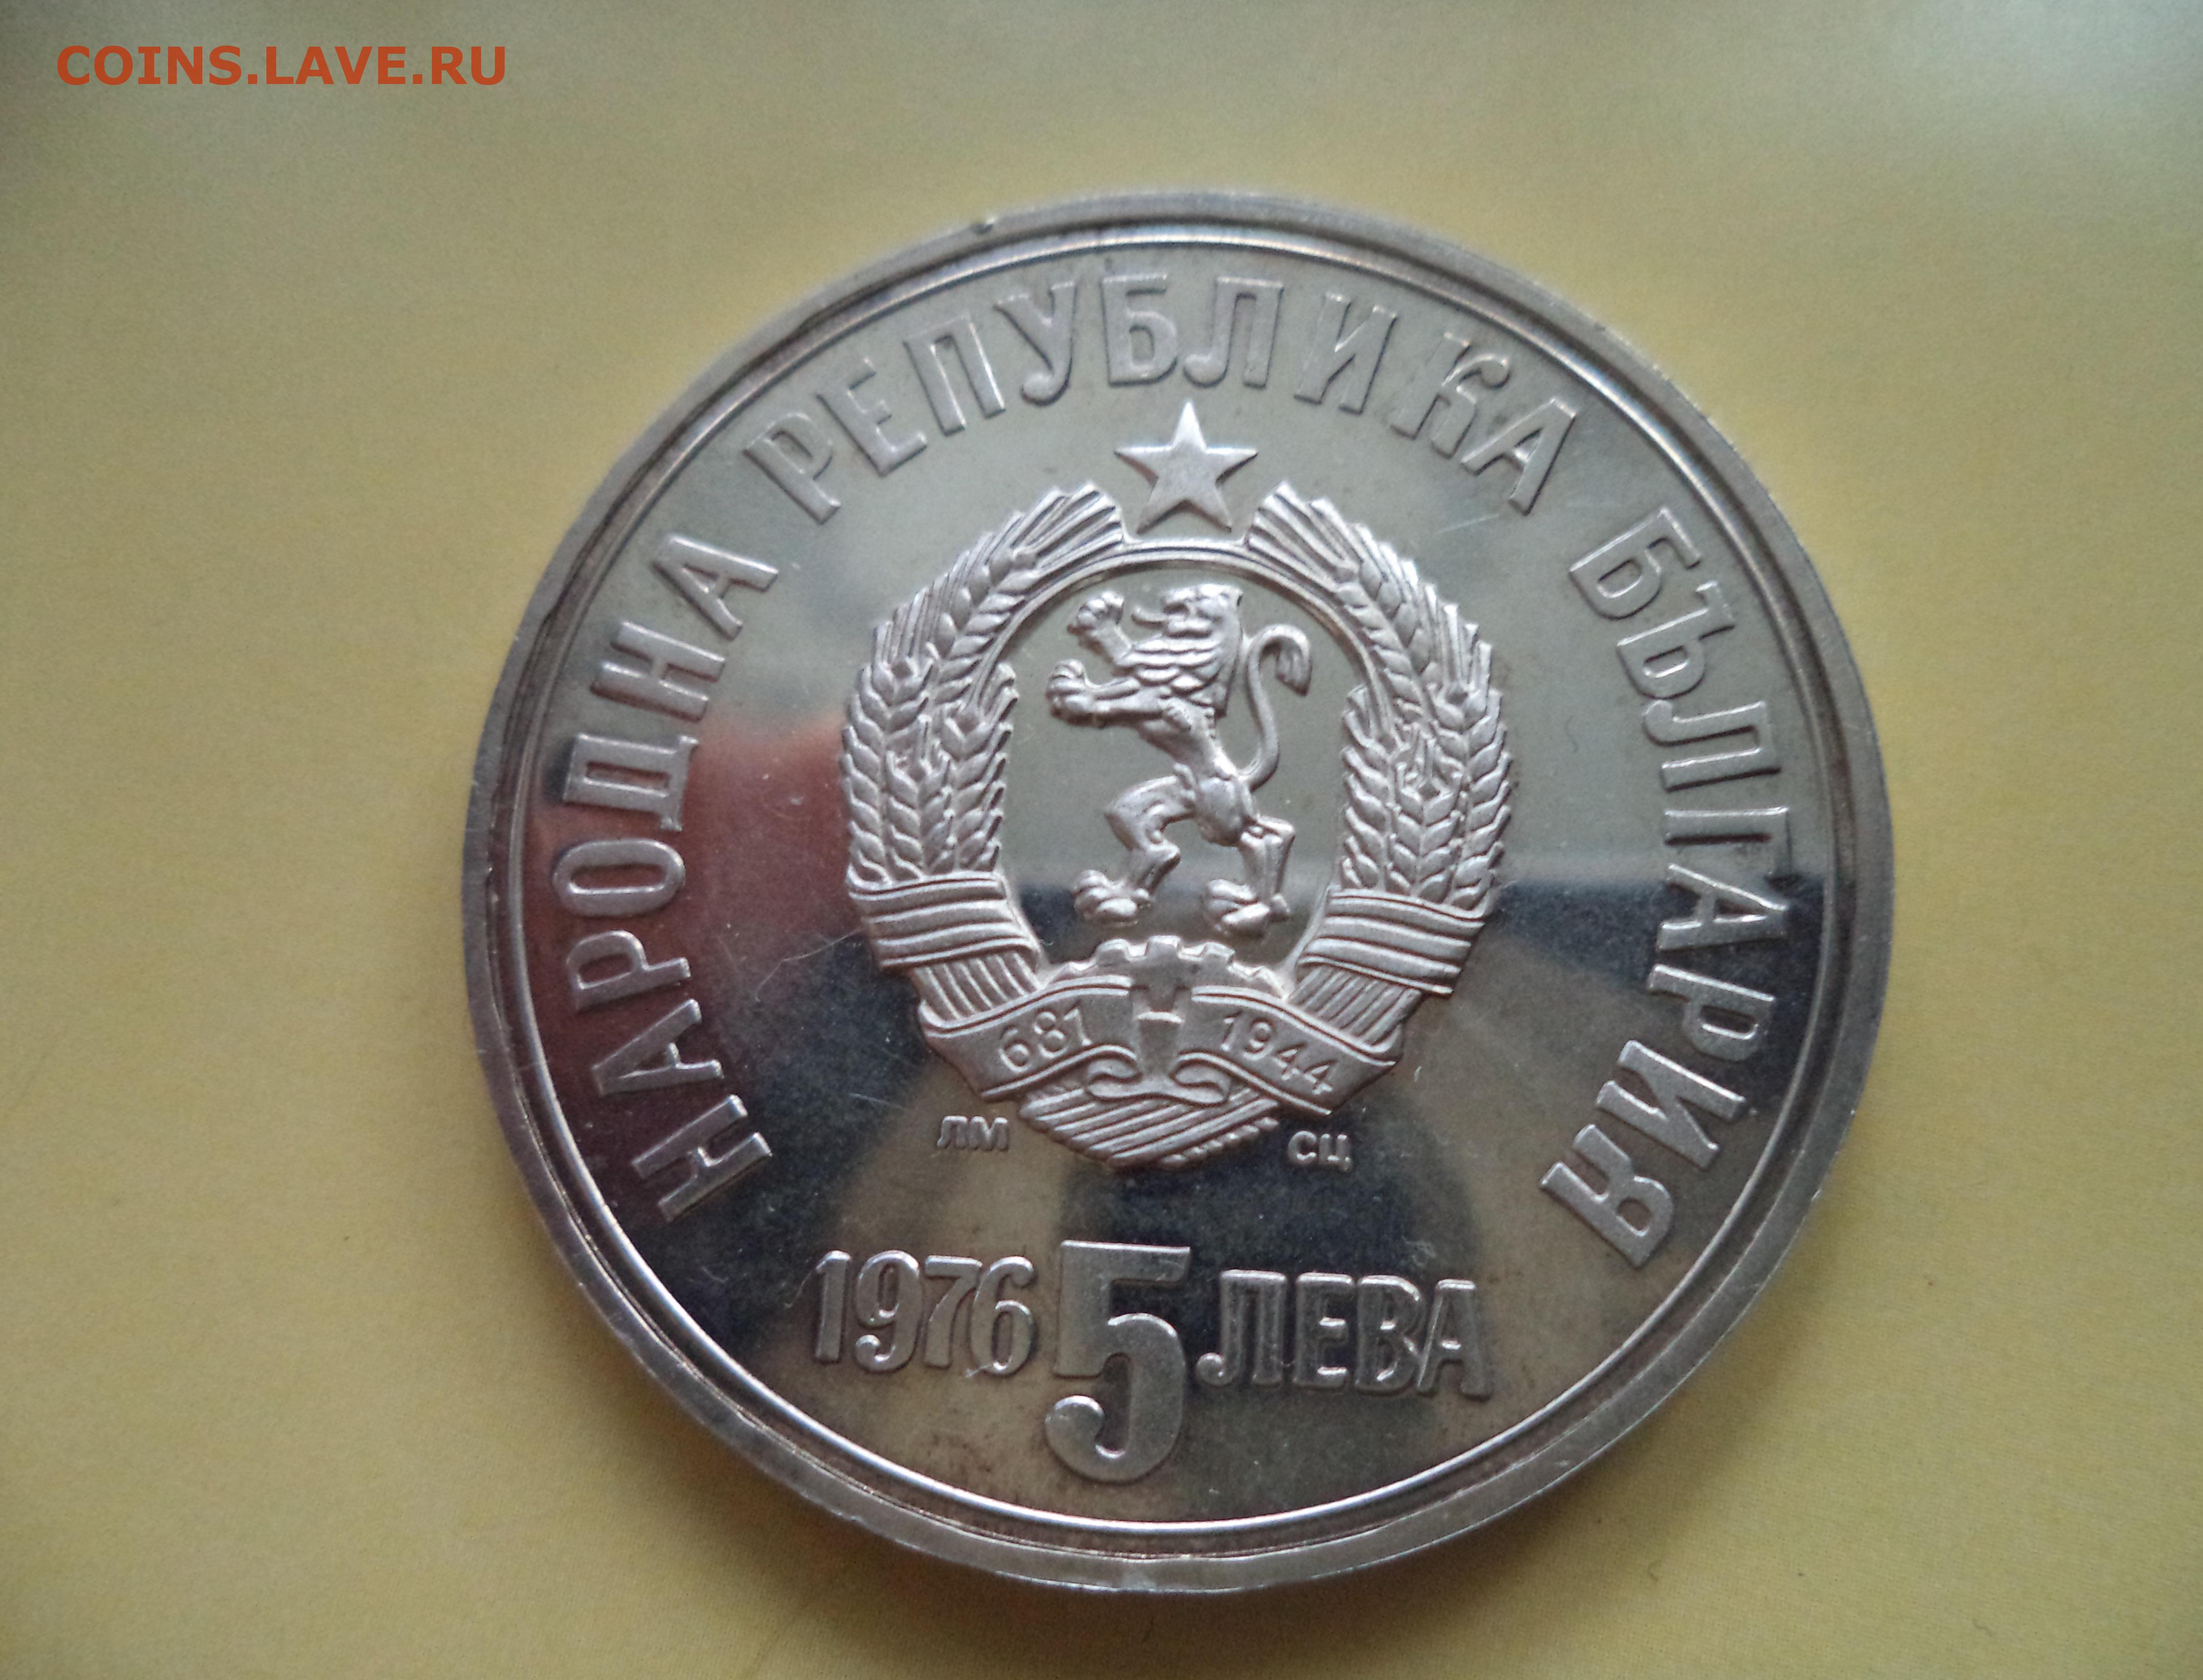 COINS.LAVE.RU
НАРОДНА РЕПУБЛИКА БЪЛГАРИЯ
681 1944
ЛМ СЦ
1976 5 ЛЕВА